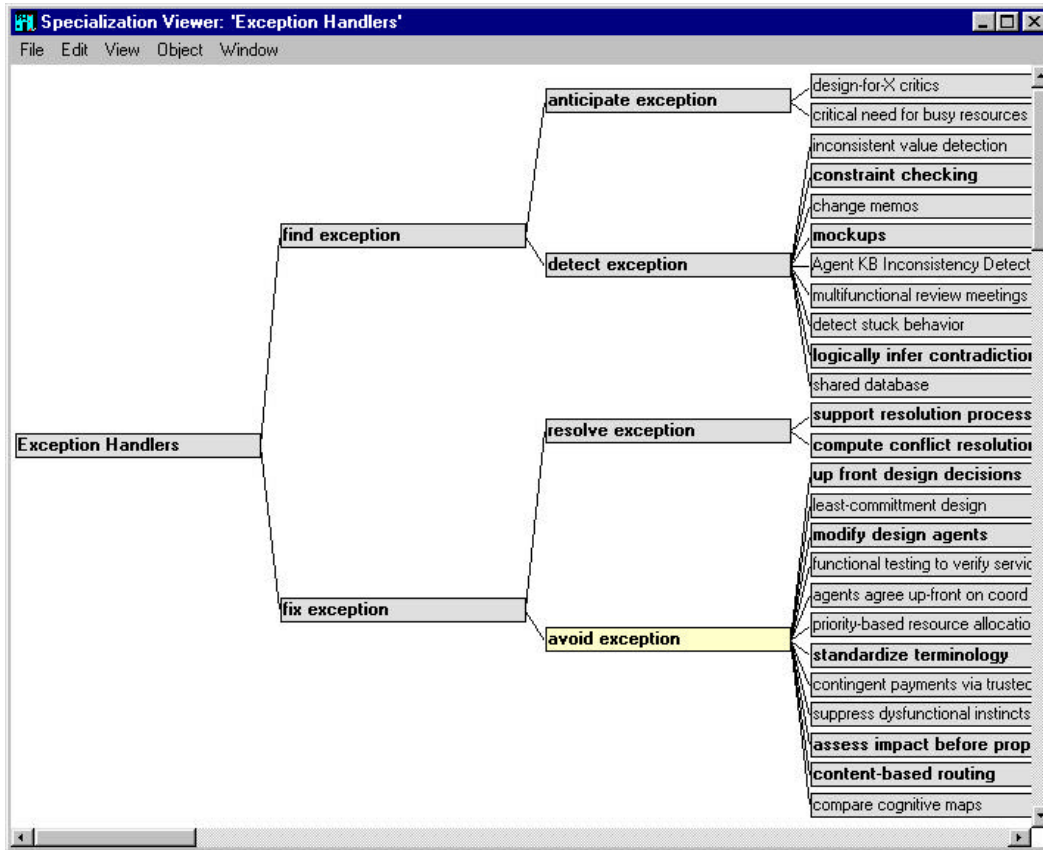 Specialization Viewer: 'Exception Handlers'
File Edit View Object Window
Exception Handlers
find exception
fix exception
anticipate exception
detect exception
resolve exception
avoid exception
design-for-X critics
critical need for busy resources
inconsistent value detection
constraint checking
change memos
mockups
Agent KB Inconsistency Detect
multifunctional review meetings
detect stuck behavior
logically infer contradiction
shared database
support resolution process
compute conflict resolution
up front design decisions
least-committment design
modify design agents
functional testing to verify servic
agents agree up-front on coord
priority-based resource allocatio
standardize terminology
contingent payments via trusted
suppress dysfunctional instincts
assess impact before prop
content-based routing
compare cognitive maps